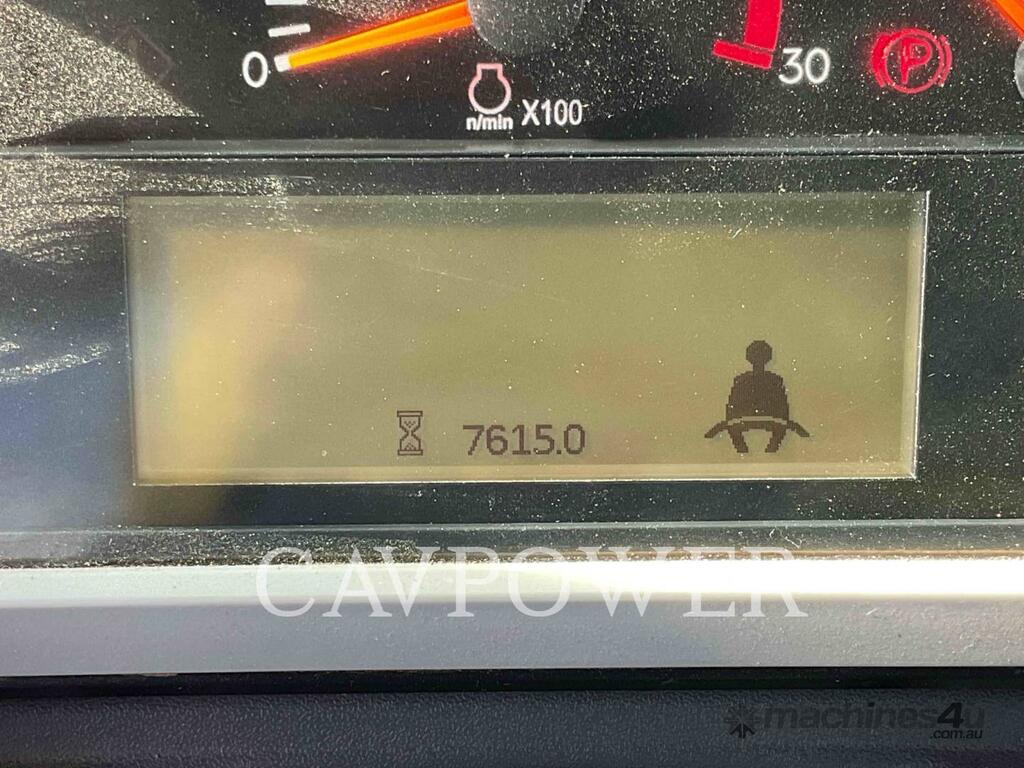 0
30
P
n/min X100
7615.0
CAVPOWER
machines4u
.com.au